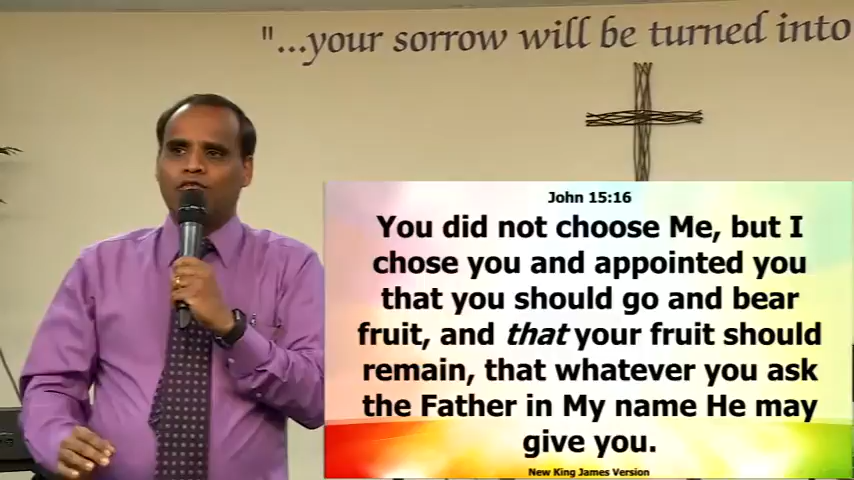 "...your sorrow will be turned into
John 15:16
You did not choose Me, but I
chose you and appointed you
that you should go and bear
fruit, and that your fruit should
remain, that whatever you ask
the Father in My name He may
give you.
New King James Version